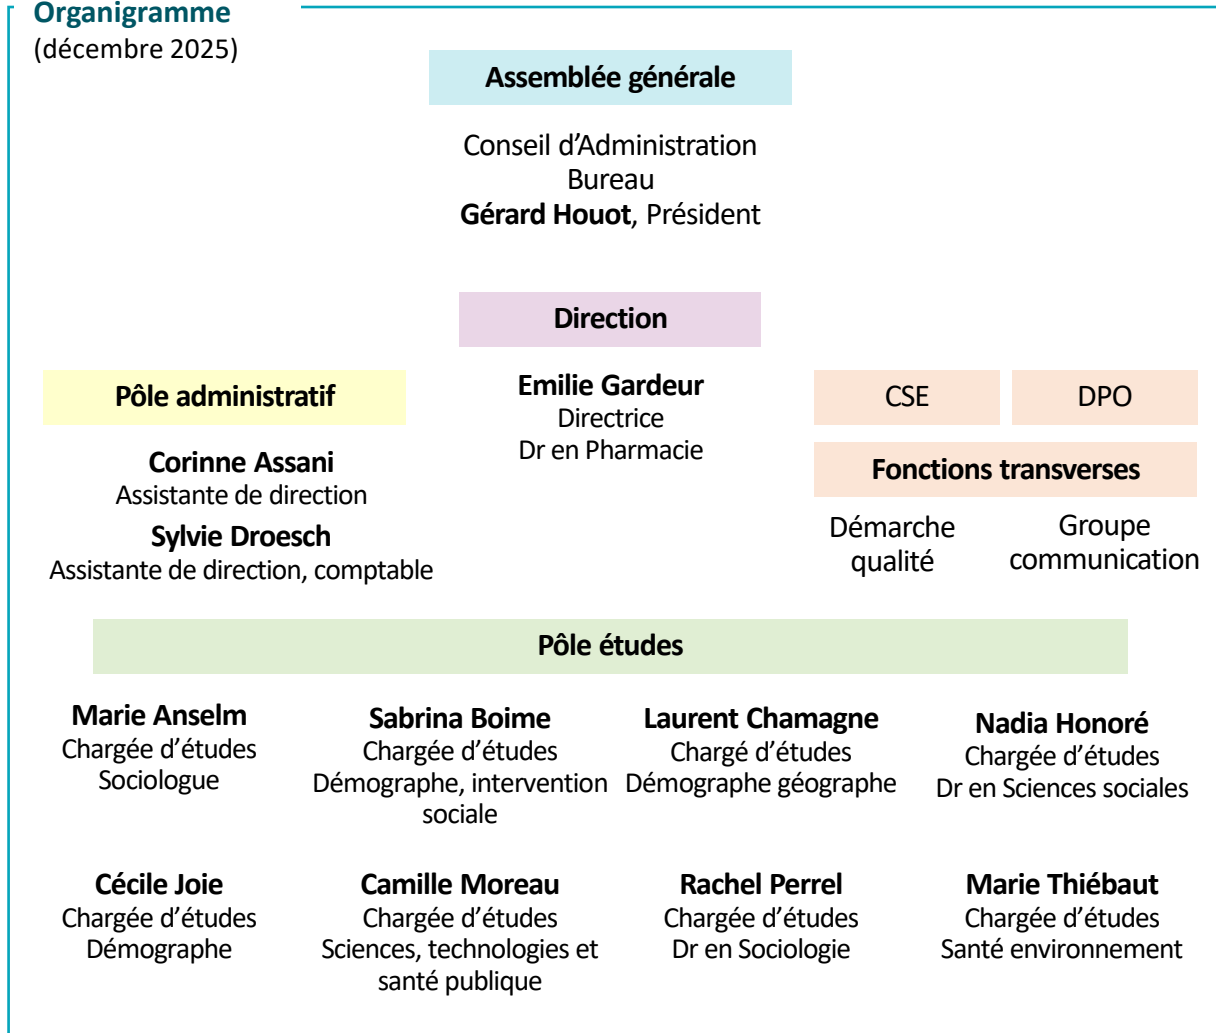 Organigramme
(décembre 2025)
Assemblée générale
Conseil d’Administration
Bureau
Gérard Houot, Président
Direction
Emilie Gardeur
Directrice
Dr en Pharmacie
Pôle administratif
Corinne Assani
Assistante de direction
Sylvie Droesch
Assistante de direction, comptable
CSE
DPO
Fonctions transverses
Démarche
qualité
Groupe
communication
Pôle études
Marie Anselm
Chargée d’études
Sociologue
Sabrina Boime
Chargée d’études
Démographe, intervention
sociale
Laurent Chamagne
Chargé d’études
Démographe géographe
Nadia Honoré
Chargée d’études
Dr en Sciences sociales
Cécile Joie
Chargée d’études
Démographe
Camille Moreau
Chargée d’études
Sciences, technologies et
santé publique
Rachel Perrel
Chargée d’études
Dr en Sociologie
Marie Thiébaut
Chargée d’études
Santé environnement